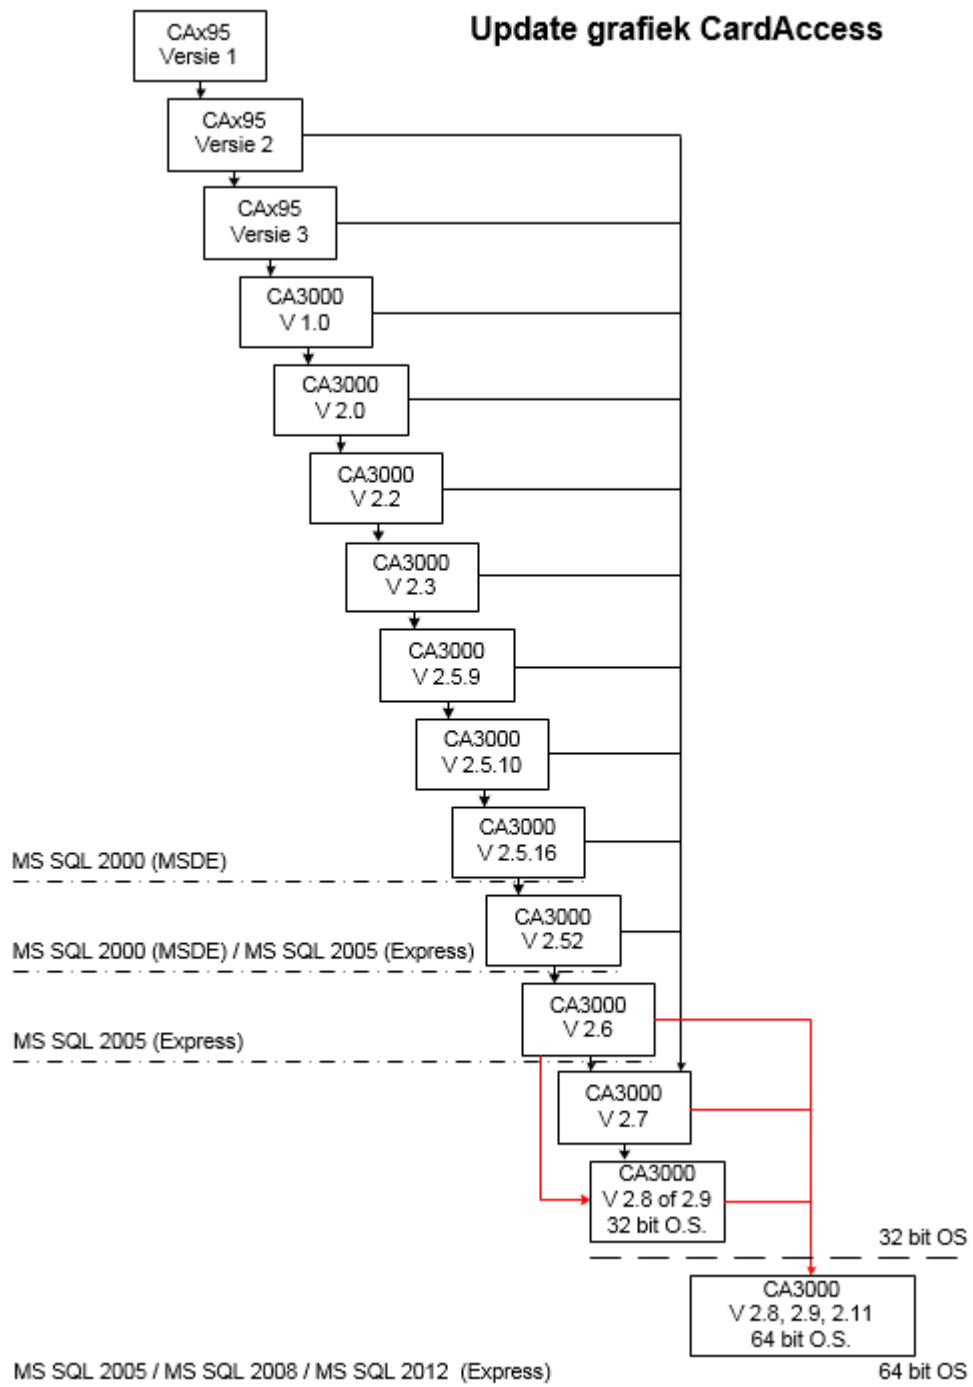 Update grafiek CardAccess
CAx95
Versie 1
CAx95
Versie 2
CAx95
Versie 3
CA3000
V 1.0
CA3000
V 2.0
CA3000
V 2.2
CA3000
V 2.3
CA3000
V 2.5.9
CA3000
V 2.5.10
CA3000
V 2.5.16
MS SQL 2000 (MSDE)
CA3000
V 2.52
MS SQL 2000 (MSDE) / MS SQL 2005 (Express)
CA3000
V 2.6
MS SQL 2005 (Express)
CA3000
V 2.7
CA3000
V 2.8 of 2.9
32 bit O.S.
32 bit OS
CA3000
V 2.8, 2.9, 2.11
64 bit O.S.
MS SQL 2005 / MS SQL 2008 / MS SQL 2012 (Express)
64 bit OS